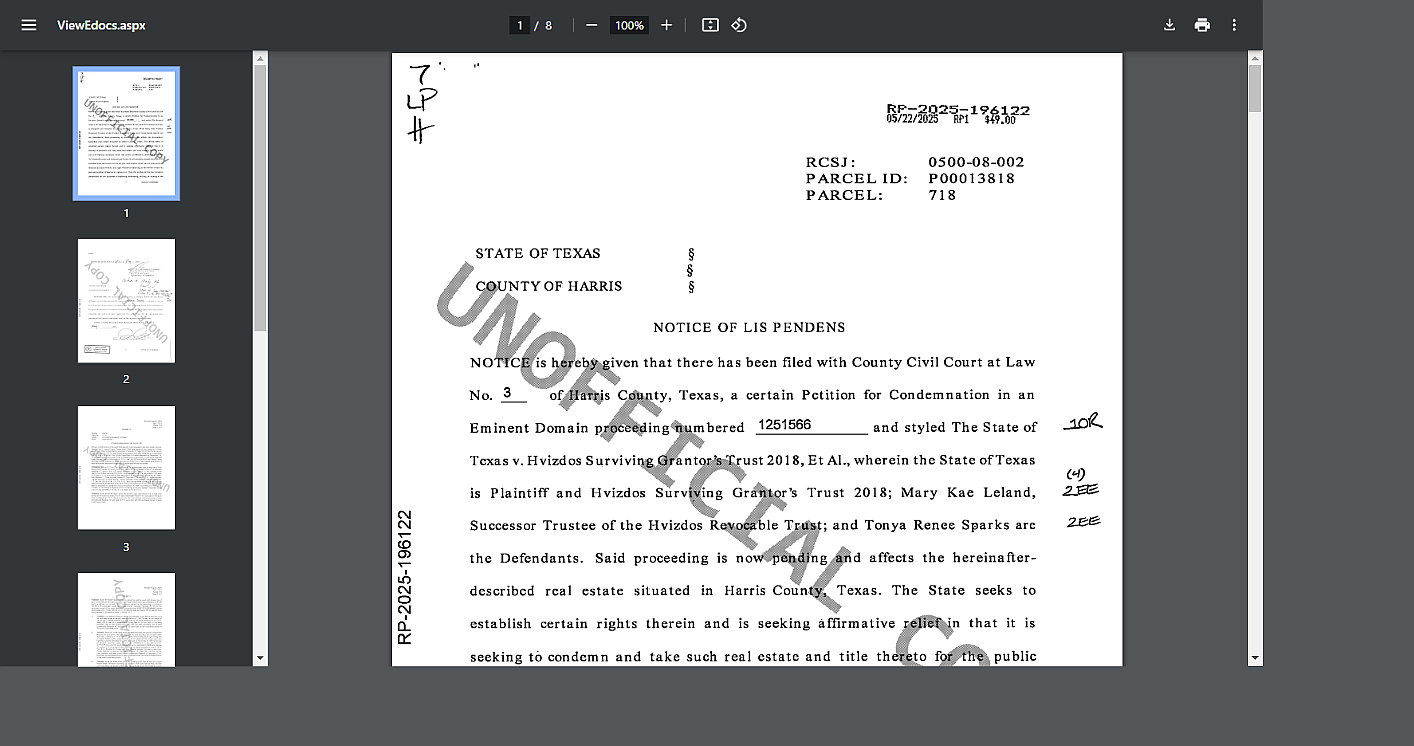 ViewEdocs.aspx
1 / 8
100%
1
2
3
7
LP
RP-2025-196122
05/22/2025 RP1 $49.00
RCSJ: 0500-08-002
PARCEL ID: P00013818
PARCEL: 718
STATE OF TEXAS §
§
COUNTY OF HARRIS §
NOTICE OF LIS PENDENS
NOTICE is hereby given that there has been filed with County Civil Court at Law
No. 3 of Harris County, Texas, a certain Petition for Condemnation in an
Eminent Domain proceeding numbered 1251566 and styled The State of
Texas v. Hvizdos Surviving Grantor's Trust 2018, Et Al., wherein the State of Texas
is Plaintiff and Hvizdos Surviving Grantor's Trust 2018; Mary Kae Leland,
Successor Trustee of the Hvizdos Revocable Trust; and Tonya Renee Sparks are
the Defendants. Said proceeding is now pending and affects the hereinafter-
described real estate situated in Harris County, Texas. The State seeks to
establish certain rights therein and is seeking affirmative relief in that it is
seeking to condemn and take such real estate and title thereto for the public
10R
(4)
2EE
2EE
RP-2025-196122
UNOFFICIAL CO